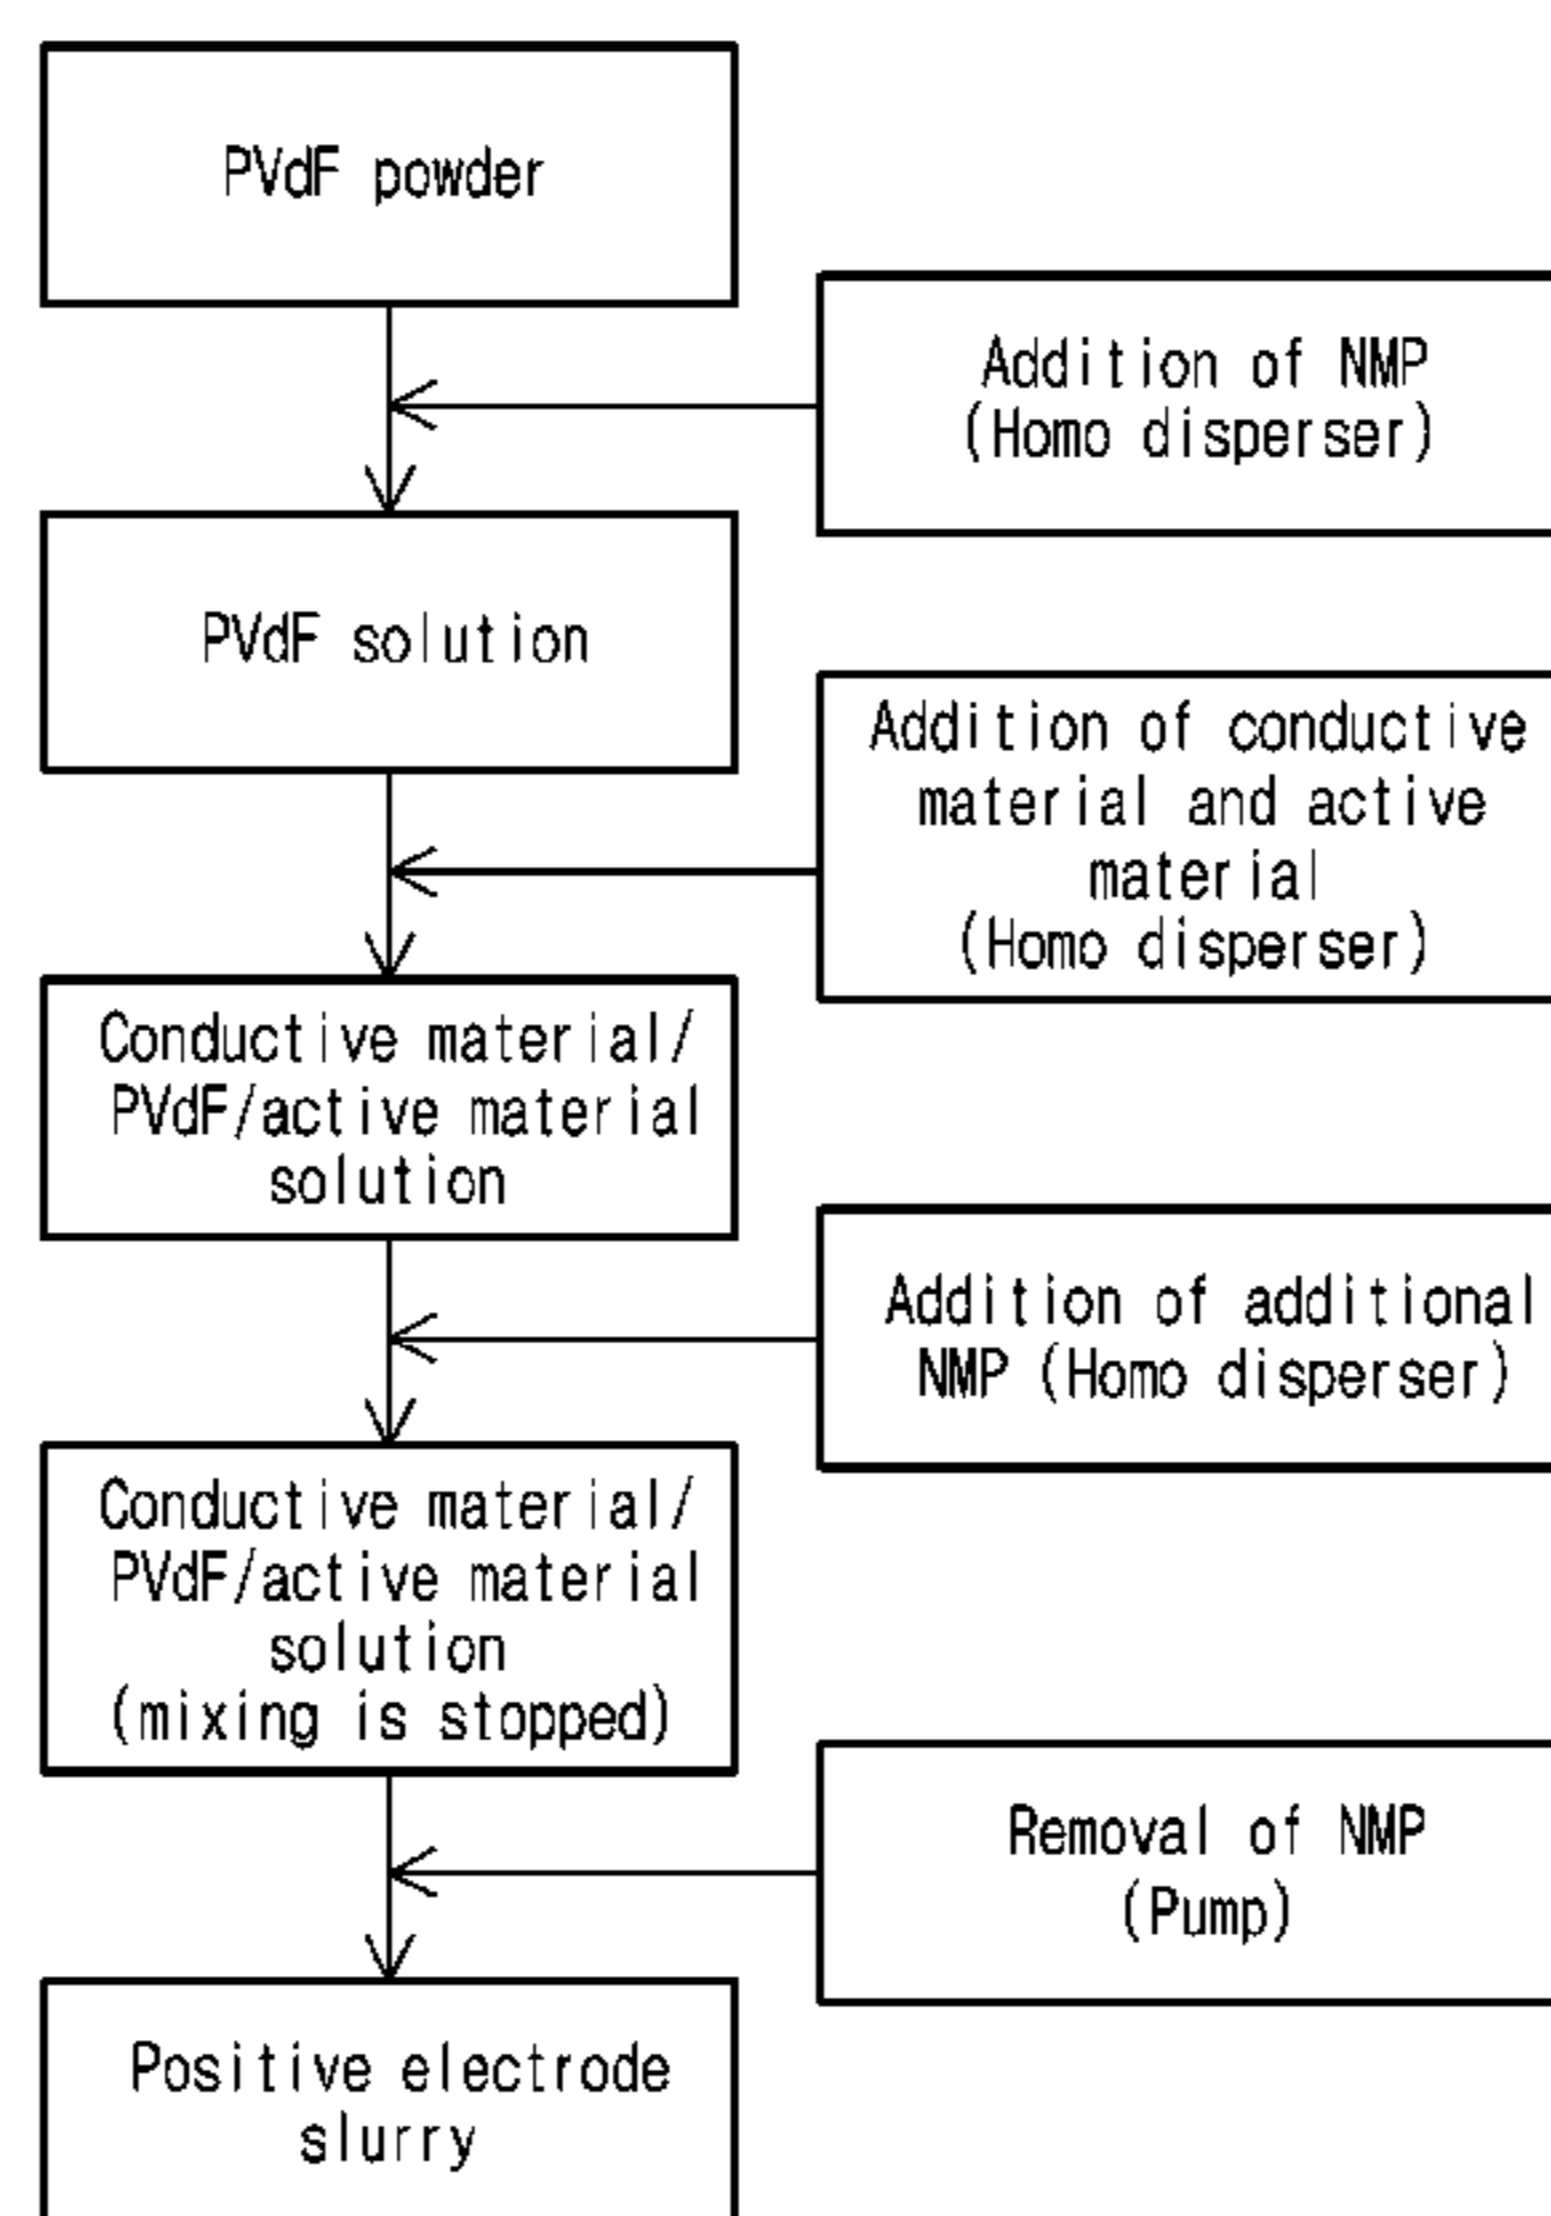 PVdF powder
Addition of NMP
(Homo disperser)
PVdF solution
Addition of conductive
material and active
material
(Homo disperser)
Conductive material/
PVdF/active material
solution
Addition of additional
NMP (Homo disperser)
Conductive material/
PVdF/active material
solution
(mixing is stopped)
Removal of NMP
(Pump)
Positive electrode
slurry